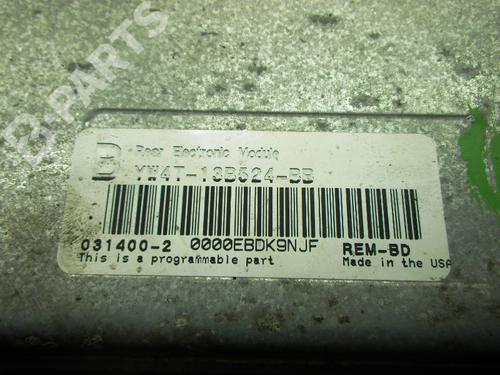 B-PARTS
B Rear Electronic Module
YW4T-13B524-BB
031400-2 0000EBDK9NJF REM-BD
This is a programmable part Made in the USA